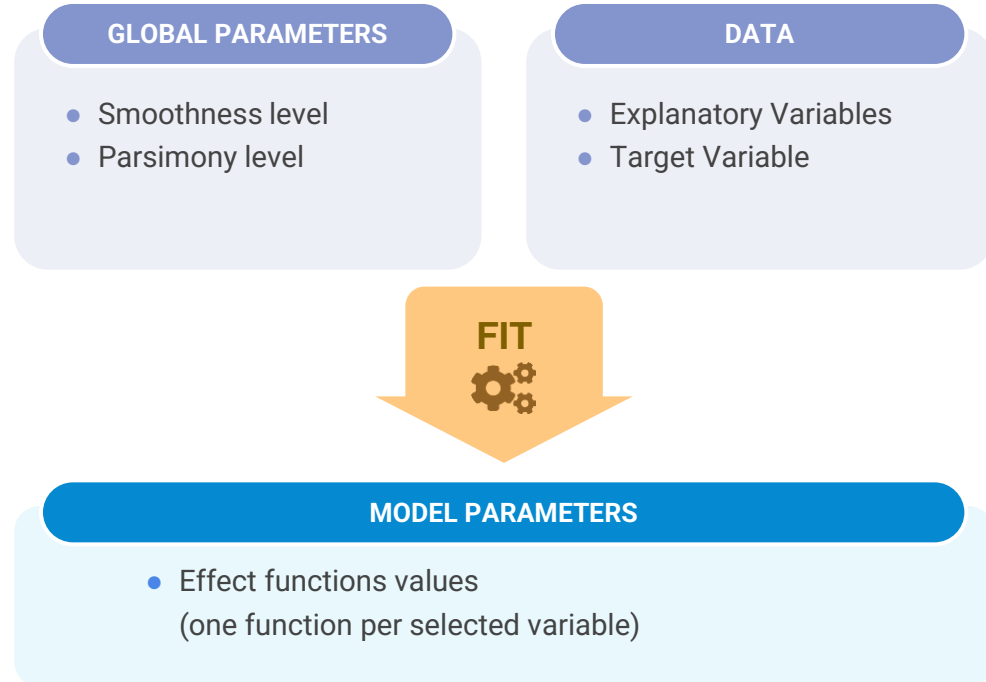 GLOBAL PARAMETERS
Smoothness level
Parsimony level
DATA
Explanatory Variables
Target Variable
FIT
MODEL PARAMETERS
Effect functions values
(one function per selected variable)